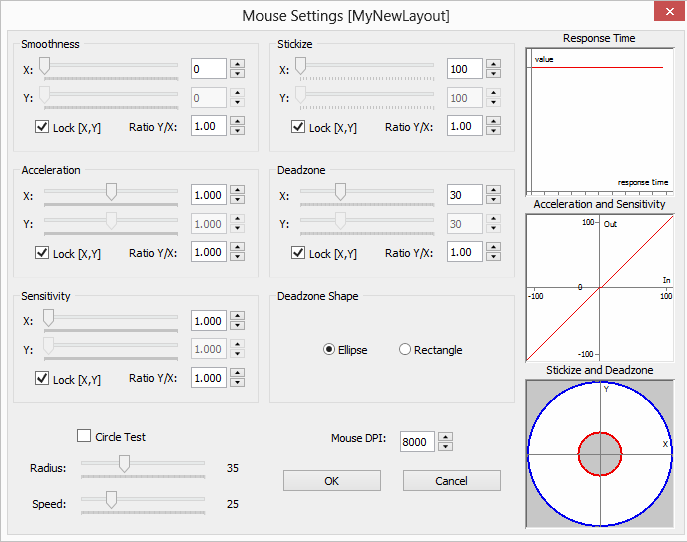 Mouse Settings [MyNewLayout]
Smoothness
X: 0
Y: 0
Lock [X,Y] Ratio Y/X: 1.00
Stickize
X: 100
Y: 100
Lock [X,Y] Ratio Y/X: 1.00
Acceleration
X: 1.000
Y: 1.000
Lock [X,Y] Ratio Y/X: 1.000
Deadzone
X: 30
Y: 30
Lock [X,Y] Ratio Y/X: 1.00
Sensitivity
X: 1.000
Y: 1.000
Lock [X,Y] Ratio Y/X: 1.000
Deadzone Shape
Ellipse Rectangle
Circle Test
Radius: 35
Speed: 25
Mouse DPI: 8000
OK Cancel
Response Time
value
response time
Acceleration and Sensitivity
100 Out
In
-100 0 100
-100
Stickize and Deadzone
Y
X